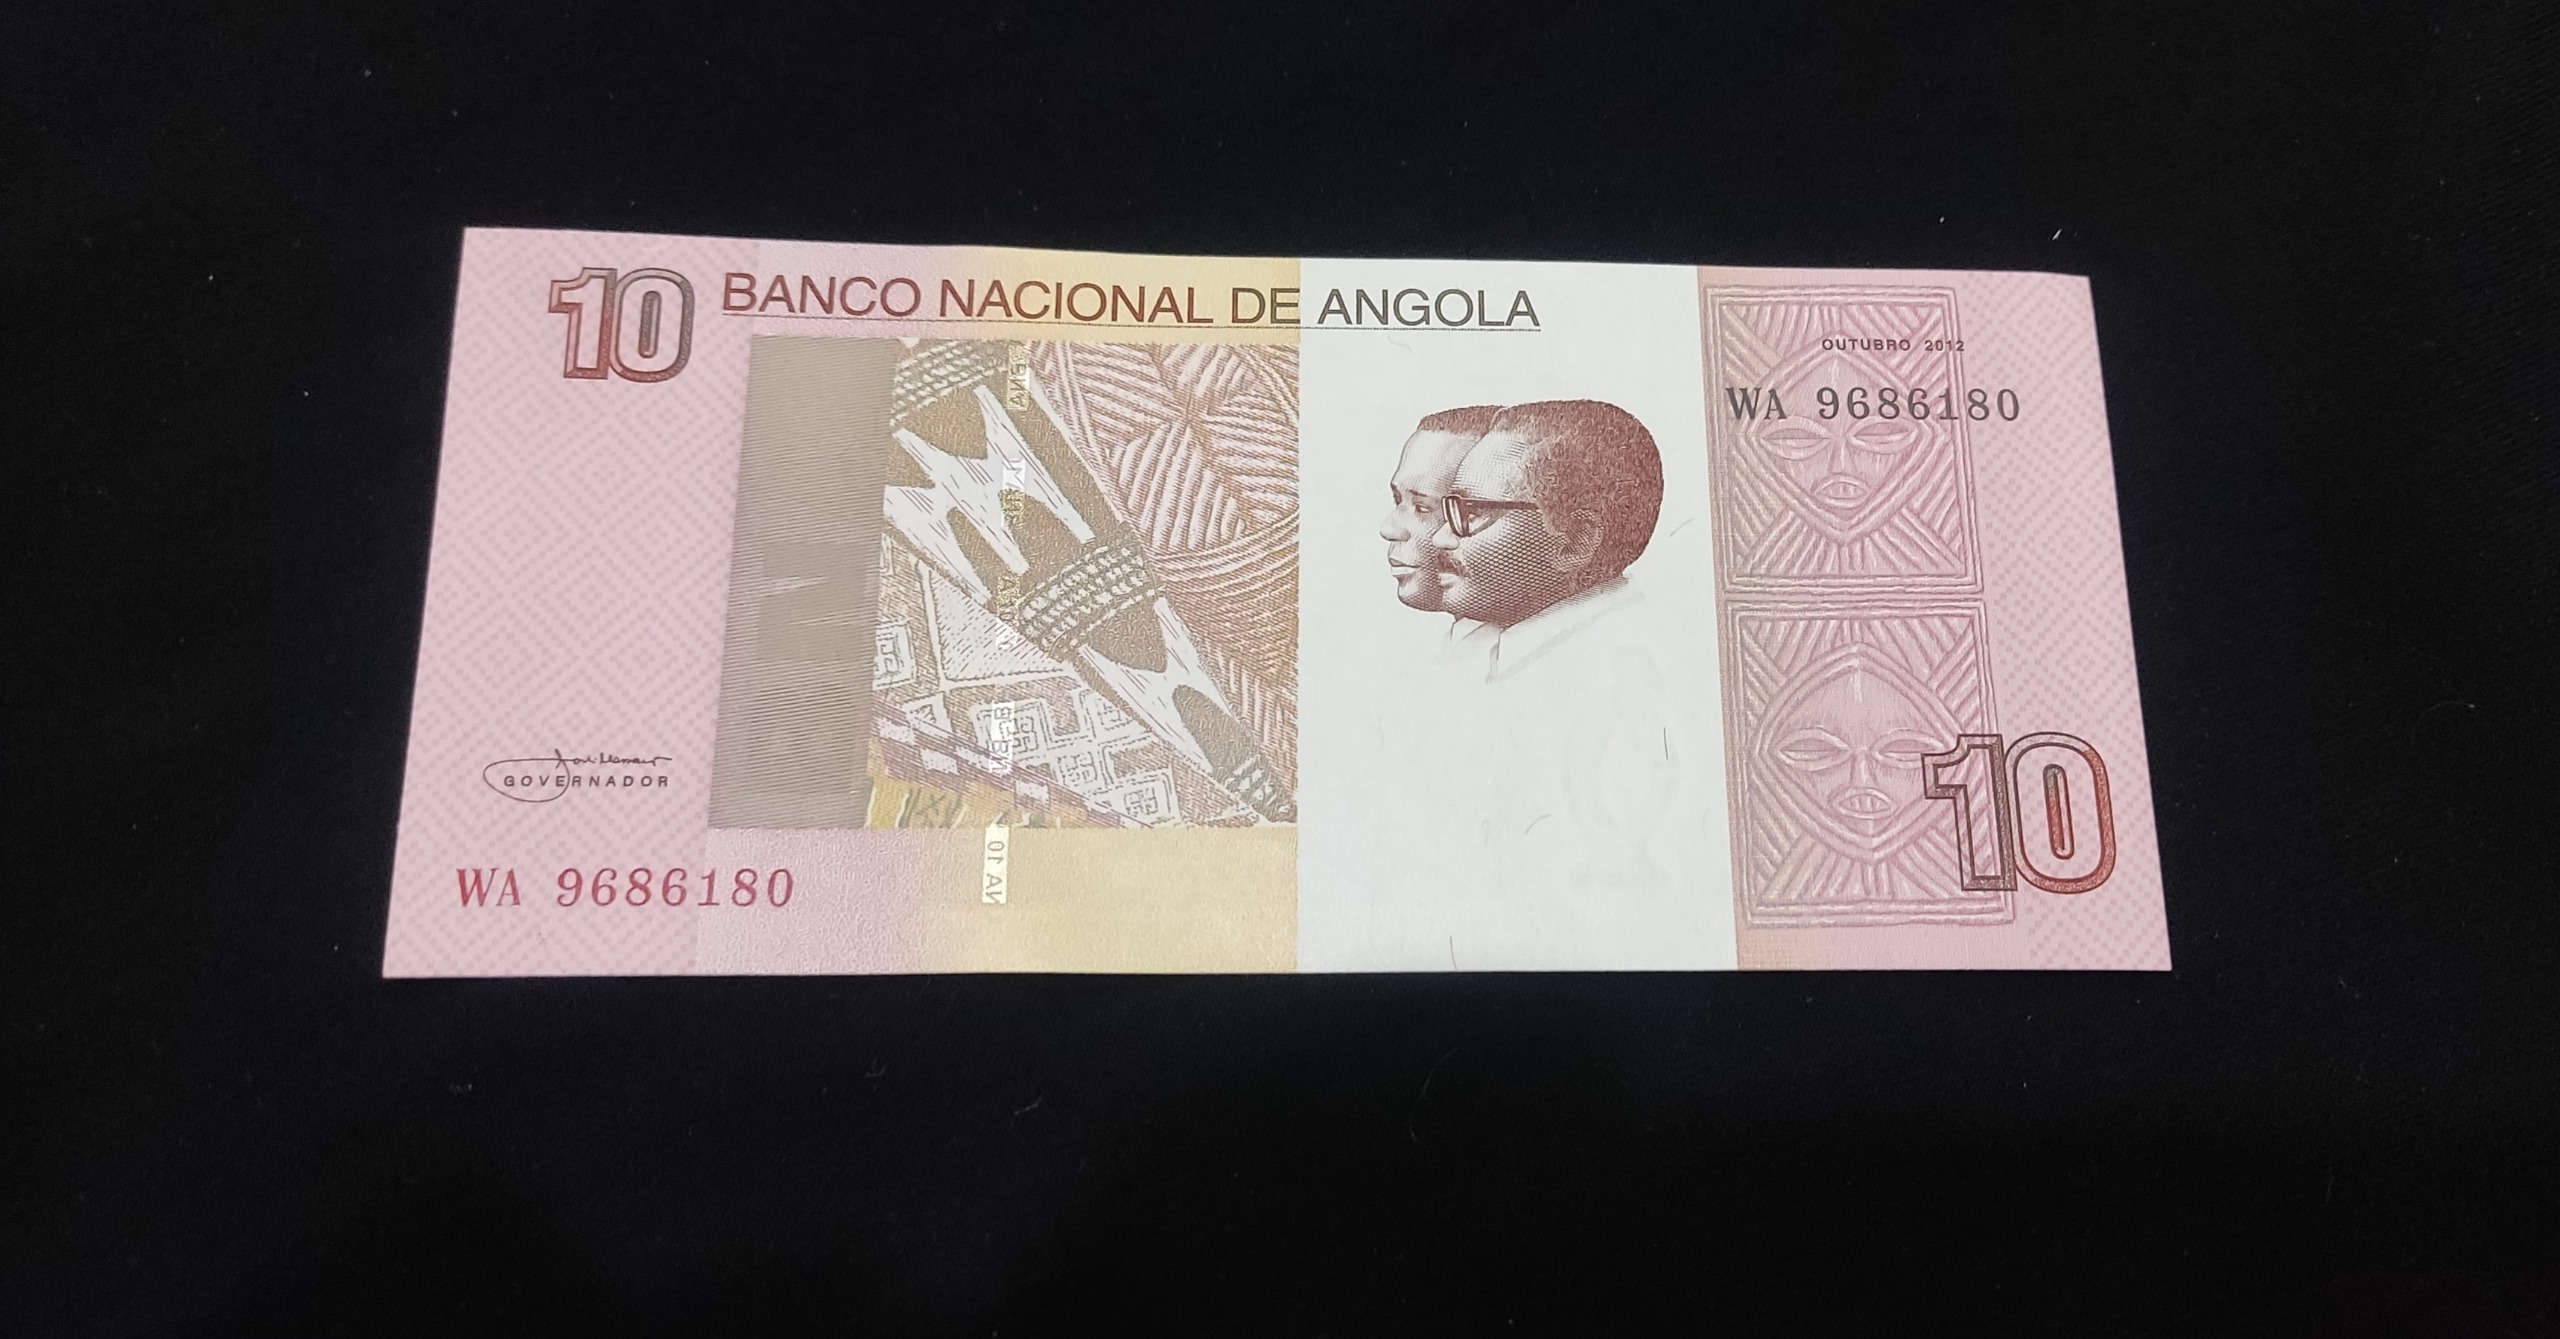 10
BANCO NACIONAL DE ANGOLA
OUTUBRO 2012
WA 9686180
GOVERNADOR
WA 9686180
10